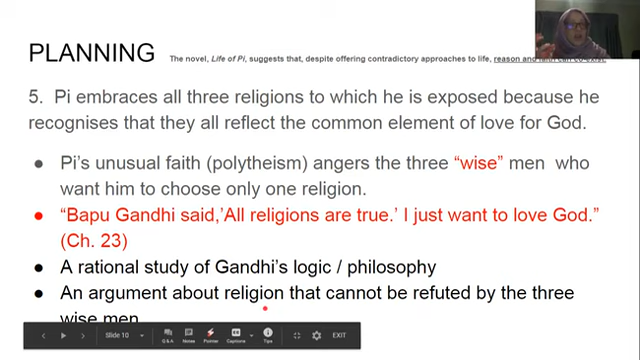 PLANNING The novel, Life of Pi, suggests that, despite offering contradictory approaches to life, reason and faith can co-exist.
5. Pi embraces all three religions to which he is exposed because he
recognises that they all reflect the common element of love for God.
● Pi's unusual faith (polytheism) angers the three “wise” men who
want him to choose only one religion.
● “Bapu Gandhi said,’All religions are true.’ I just want to love God.”
(Ch. 23)
● A rational study of Gandhi's logic / philosophy
● An argument about religion that cannot be refuted by the three
wise men
Slide 10 Q&A Notes Pointer Captions Tips EXIT